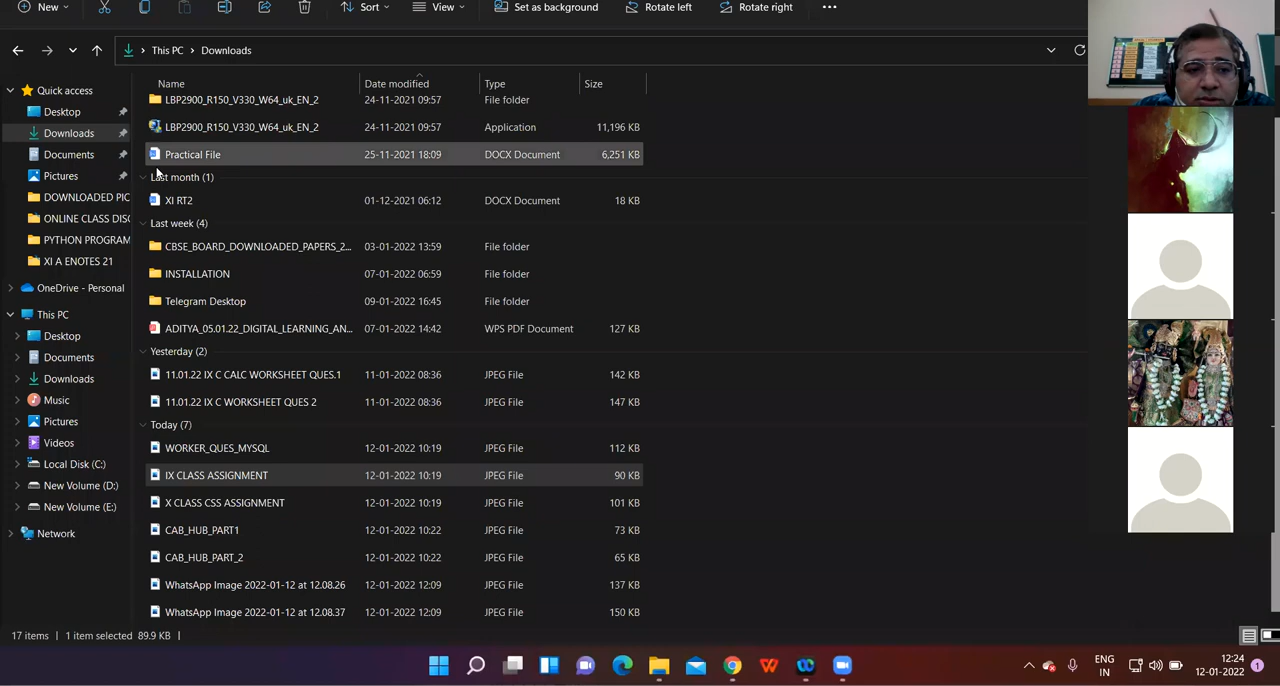 New
Sort
View
Set as background
Rotate left
Rotate right
This PC
Downloads
Quick access
Desktop
Downloads
Documents
Pictures
DOWNLOADED PIC
ONLINE CLASS DISC
PYTHON PROGRAM
XI A ENOTES 21
OneDrive - Personal
This PC
Desktop
Documents
Downloads
Music
Pictures
Videos
Local Disk (C:)
New Volume (D:)
New Volume (E:)
Network
Name Date modified Type Size
LBP2900_R150_V330_W64_uk_EN_2 24-11-2021 09:57 File folder
LBP2900_R150_V330_W64_uk_EN_2 24-11-2021 09:57 Application 11,196 KB
Practical File 25-11-2021 18:09 DOCX Document 6,251 KB
Last month (1)
XI RT2 01-12-2021 06:12 DOCX Document 18 KB
Last week (4)
CBSE_BOARD_DOWNLOADED_PAPERS_2... 03-01-2022 13:59 File folder
INSTALLATION 07-01-2022 06:59 File folder
Telegram Desktop 09-01-2022 16:45 File folder
ADITYA_05.01.22_DIGITAL_LEARNING_AN... 07-01-2022 14:42 WPS PDF Document 127 KB
Yesterday (2)
11.01.22 IX C CALC WORKSHEET QUES.1 11-01-2022 08:36 JPEG File 142 KB
11.01.22 IX C WORKSHEET QUES 2 11-01-2022 08:36 JPEG File 147 KB
Today (7)
WORKER_QUES_MYSQL 12-01-2022 10:19 JPEG File 112 KB
IX CLASS ASSIGNMENT 12-01-2022 10:19 JPEG File 90 KB
X CLASS CSS ASSIGNMENT 12-01-2022 10:19 JPEG File 101 KB
CAB_HUB_PART1 12-01-2022 10:22 JPEG File 73 KB
CAB_HUB_PART_2 12-01-2022 10:22 JPEG File 65 KB
WhatsApp Image 2022-01-12 at 12.08.26 12-01-2022 12:09 JPEG File 137 KB
WhatsApp Image 2022-01-12 at 12.08.37 12-01-2022 12:09 JPEG File 150 KB
17 items 1 item selected 89.9 KB
ENG
IN
12:24
12-01-2022
1